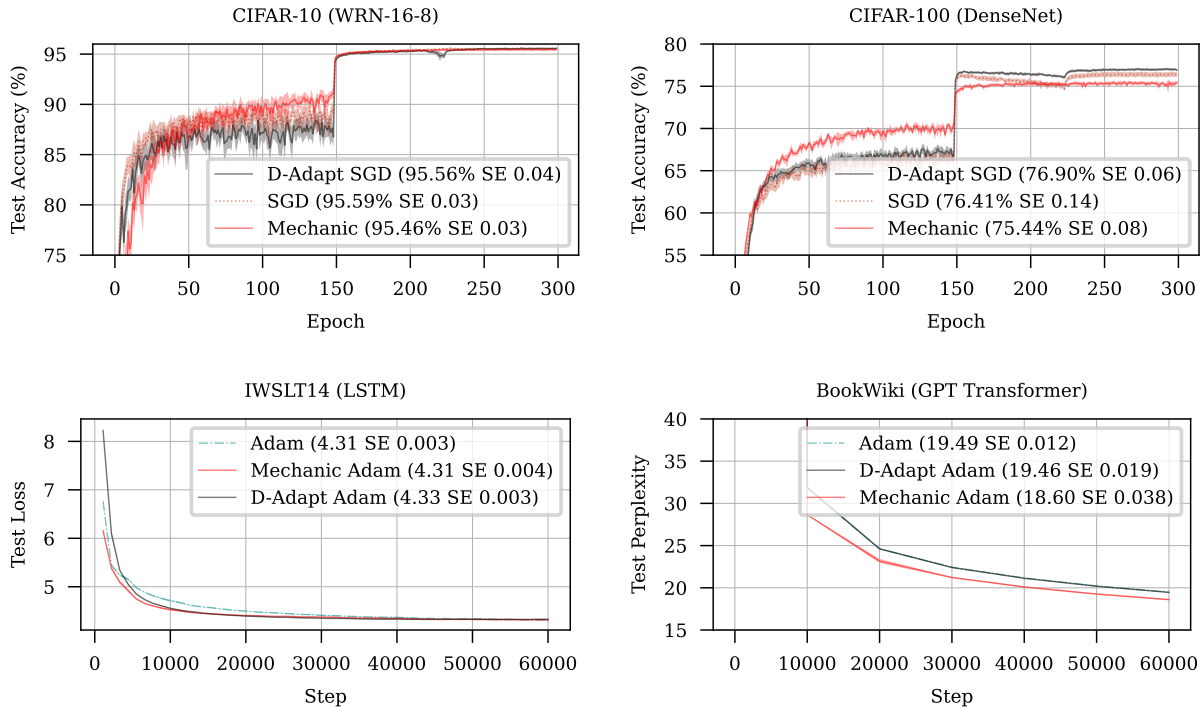 CIFAR-10 (WRN-16-8)
Test Accuracy (%)
95
90
85
80
75
D-Adapt SGD (95.56% SE 0.04)
SGD (95.59% SE 0.03)
Mechanic (95.46% SE 0.03)
0 50 100 150 200 250 300
Epoch
CIFAR-100 (DenseNet)
Test Accuracy (%)
80
75
70
65
60
55
D-Adapt SGD (76.90% SE 0.06)
SGD (76.41% SE 0.14)
Mechanic (75.44% SE 0.08)
0 50 100 150 200 250 300
Epoch
IWSLT14 (LSTM)
Test Loss
8
7
6
5
Adam (4.31 SE 0.003)
Mechanic Adam (4.31 SE 0.004)
D-Adapt Adam (4.33 SE 0.003)
0 10000 20000 30000 40000 50000 60000
Step
BookWiki (GPT Transformer)
Test Perplexity
40
35
30
25
20
15
Adam (19.49 SE 0.012)
D-Adapt Adam (19.46 SE 0.019)
Mechanic Adam (18.60 SE 0.038)
0 10000 20000 30000 40000 50000 60000
Step